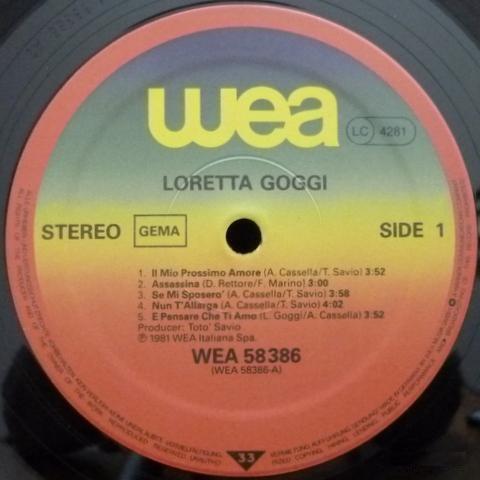 wea
LC 4281
LORETTA GOGGI
STEREO GEMA SIDE 1
1. Il Mio Prossimo Amore (A. Cassella/T. Savio) 3:52
2. Assassina (D. Rettore/F. Marino) 3:00
3. Se Mi Sposero' (A. Cassella/T. Savio) 3:58
4. Nun T'Allarga (A. Cassella/T. Savio) 4:02
5. E Pensare Che Ti Amo (L. Goggi/A. Cassella) 3:52
Producer: Toto' Savio
℗ 1981 WEA Italiana Spa.
WEA 58386
(WEA 58386-A)
33